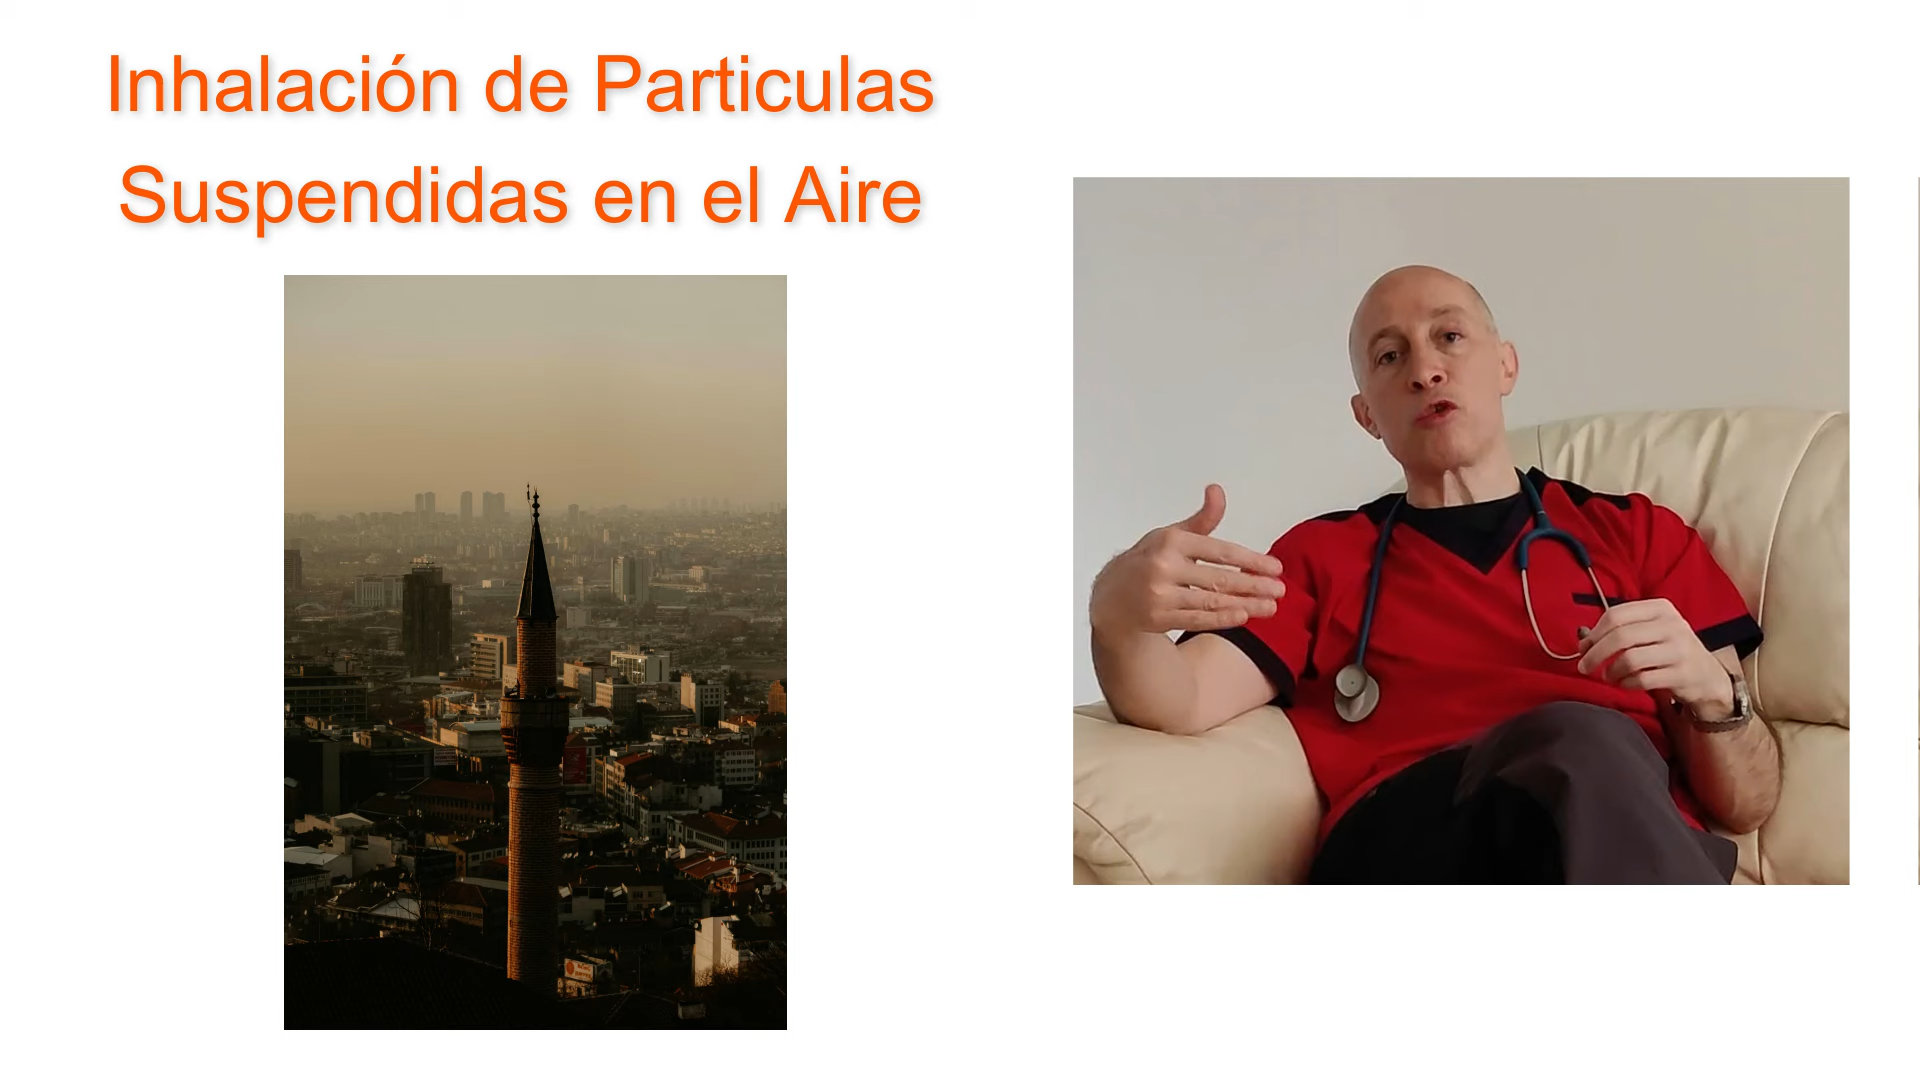 Inhalación de Particulas
Suspendidas en el Aire